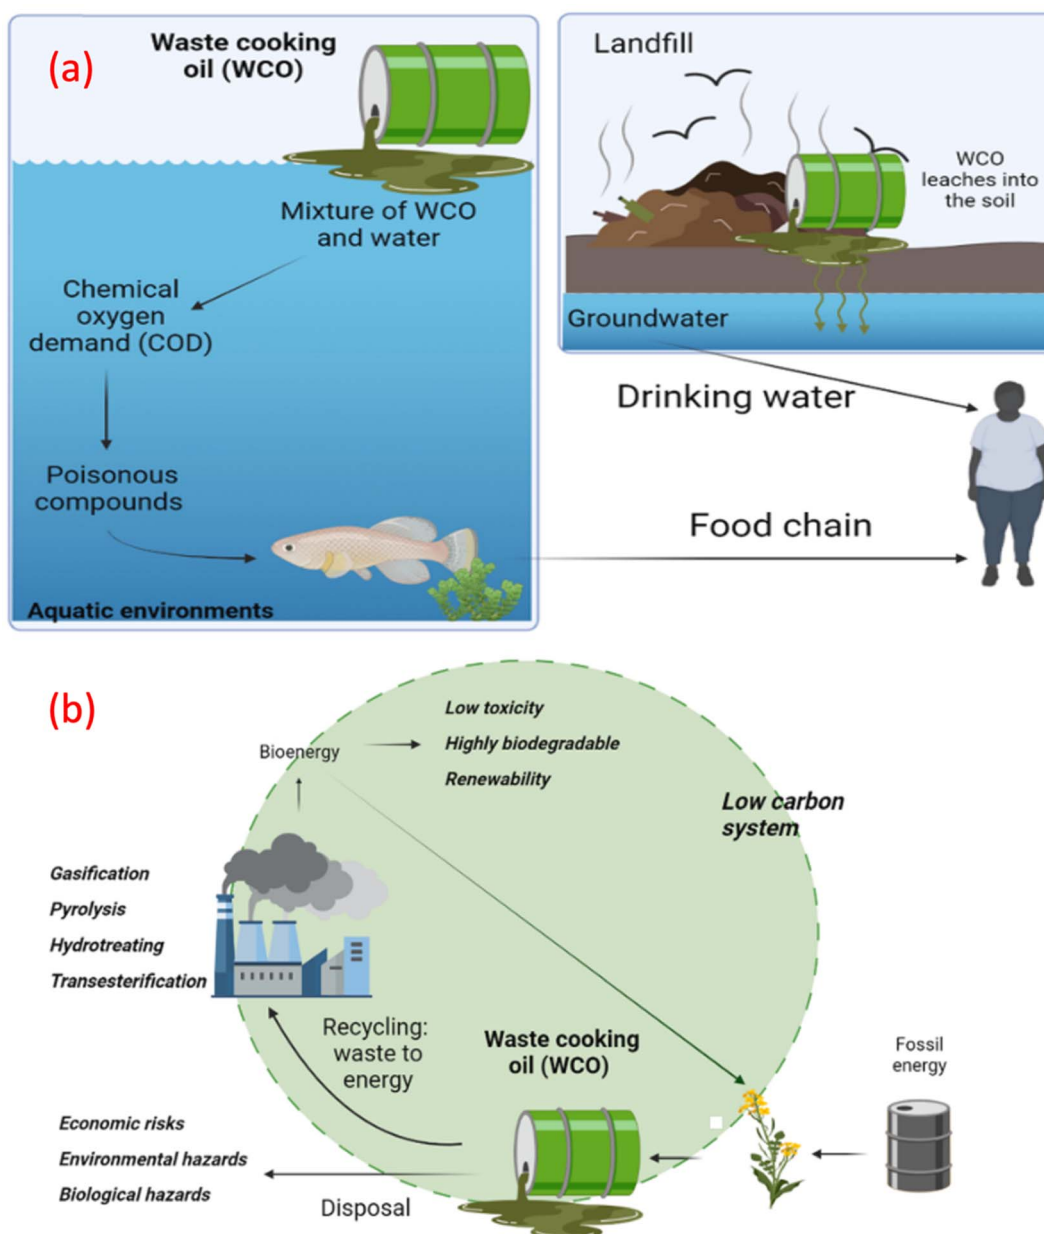 (a)
Waste cooking
oil (WCO)
Mixture of WCO
and water
Chemical
oxygen
demand (COD)
Poisonous
compounds
Aquatic environments
Landfill
WCO
leaches into
the soil
Groundwater
Drinking water
Food chain
(b)
Low toxicity
Highly biodegradable
Renewability
Bioenergy
Low carbon
system
Gasification
Pyrolysis
Hydrotreating
Transesterification
Recycling:
waste to
energy
Waste cooking
oil (WCO)
Fossil
energy
Economic risks
Environmental hazards
Biological hazards
Disposal